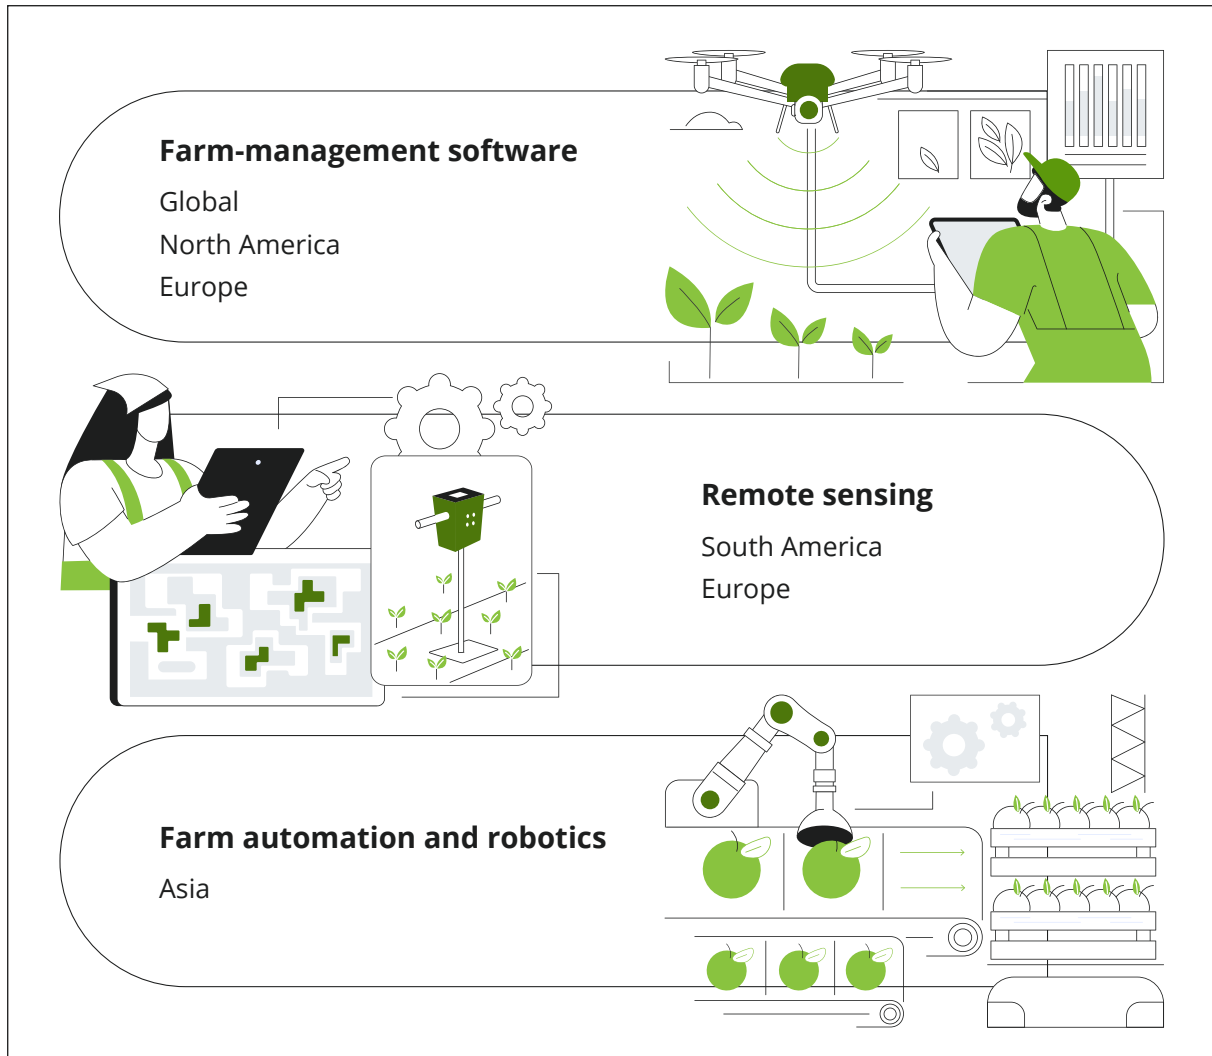 Farm-management software
Global
North America
Europe
Remote sensing
South America
Europe
Farm automation and robotics
Asia